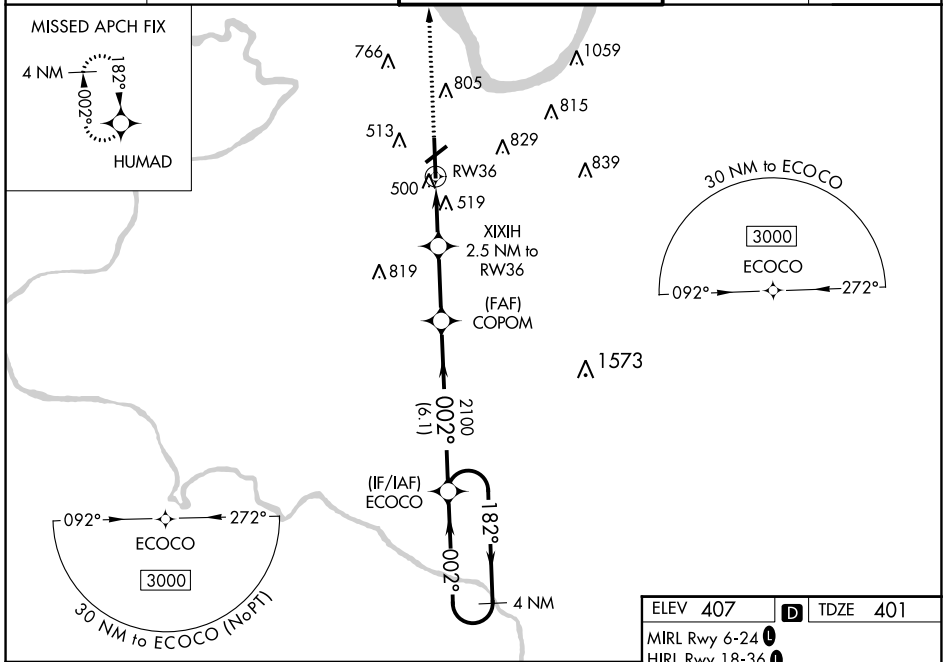 MISSED APCH FIX
4 NM
182°
002°
HUMAD
766
1059
805
815
513
829
839
RW36
500
519
XIXIH
2.5 NM to
RW36
819
(FAF)
COPOM
1573
30 NM to ECOCO
3000
ECOCO
092°
272°
002°
2100
(6.1)
(IF/IAF)
ECOCO
182°
002°
4 NM
092°
272°
ECOCO
3000
30 NM to ECOCO (NoPT)
ELEV 407 D TDZE 401
MIRL Rwy 6-24 L
HIRL Rwy 18-36 L